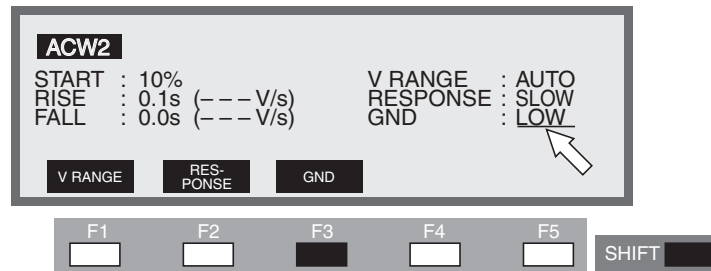 ACW2
START : 10%
RISE : 0.1s (– – – V/s)
FALL : 0.0s (– – – V/s)
V RANGE : AUTO
RESPONSE : SLOW
GND : LOW
V RANGE
RES-
PONSE
GND
F1 F2 F3 F4 F5
SHIFT